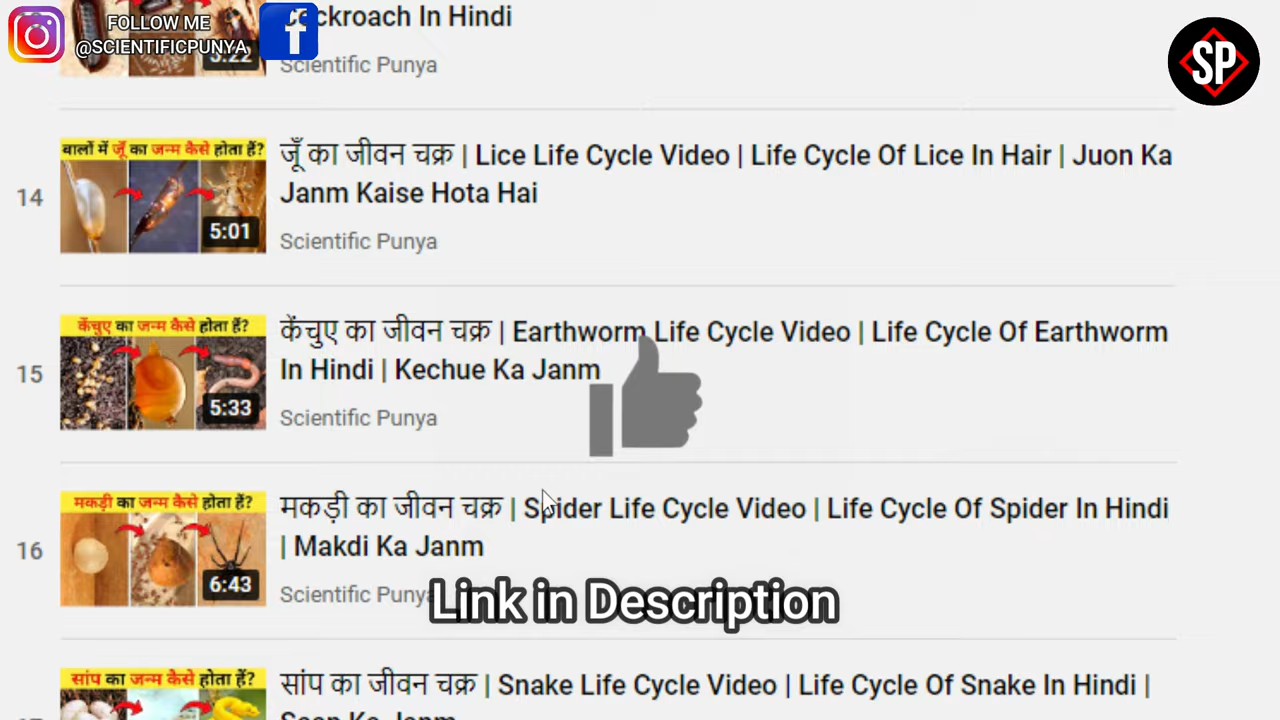 FOLLOW ME
@SCIENTIFICPUNYA
SP
ckroach In Hindi
5:22
Scientific Punya
14
बालों में जूँ का जन्म कैसे होता हैं?
5:01
जूँ का जीवन चक्र | Lice Life Cycle Video | Life Cycle Of Lice In Hair | Juon Ka
Janm Kaise Hota Hai
Scientific Punya
15
केंचुए का जन्म कैसे होता हैं?
5:33
केंचुए का जीवन चक्र | Earthworm Life Cycle Video | Life Cycle Of Earthworm
In Hindi | Kechue Ka Janm
Scientific Punya
16
मकड़ी का जन्म कैसे होता हैं?
6:43
मकड़ी का जीवन चक्र | Spider Life Cycle Video | Life Cycle Of Spider In Hindi
| Makdi Ka Janm
Scientific Punya
Link in Description
सांप का जन्म कैसे होता हैं?
सांप का जीवन चक्र | Snake Life Cycle Video | Life Cycle Of Snake In Hindi |